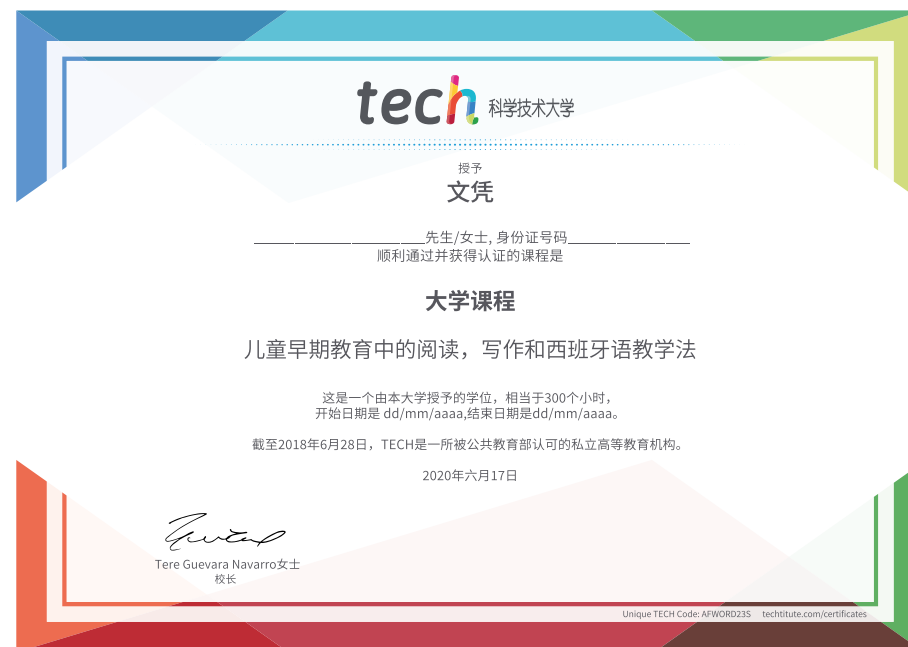 tech 科学技术大学
授予
文凭
先生/女士, 身份证号码
顺利通过并获得认证的课程是
大学课程
儿童早期教育中的阅读，写作和西班牙语教学法
这是一个由本大学授予的学位，相当于300个小时，
开始日期是 dd/mm/aaaa,结束日期是dd/mm/aaaa。
截至2018年6月28日，TECH是一所被公共教育部认可的私立高等教育机构。
2020年六月17日
Tere Guevara Navarro女士
校长
Unique TECH Code: AFWORD23S techtitute.com/certificates